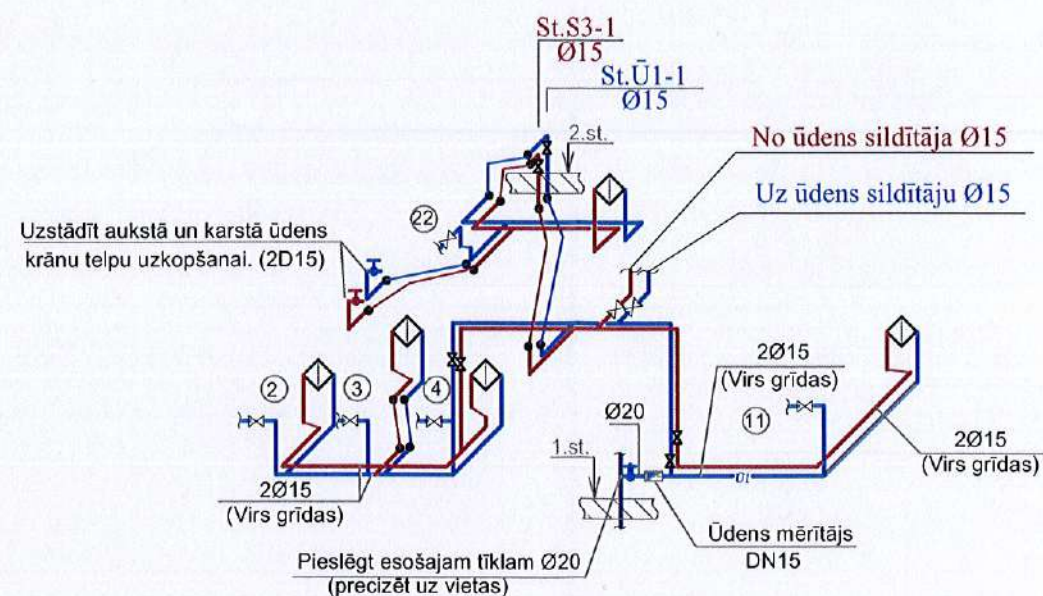 St.S3-1
Ø15
St.Ū1-1
Ø15
2.st.
No ūdens sildītāja Ø15
Uz ūdens sildītāju Ø15
22
Uzstādīt aukstā un karstā ūdens
krānu telpu uzkopšanai. (2D15)
2
3
4
2Ø15
(Virs grīdas)
11
Ø20
1.st.
2Ø15
(Virs grīdas)
2Ø15
(Virs grīdas)
Ūdens mērītājs
DN15
Pieslēgt esošajam tīklam Ø20
(precizēt uz vietas)